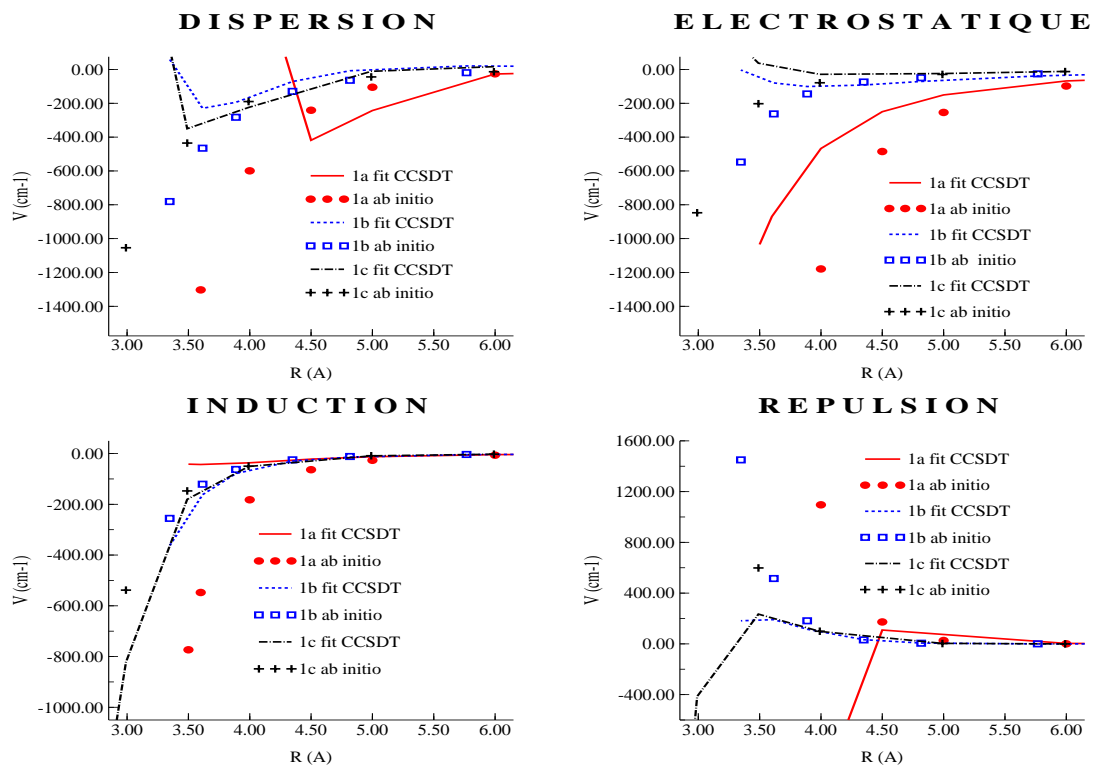 DISPERSION
0.00
-200.00
-400.00
-600.00
-800.00
-1000.00
-1200.00
-1400.00
V (cm-1)
1a fit CCSDT
1a ab initio
1b fit CCSDT
1b ab initio
1c fit CCSDT
1c ab initio
3.00 3.50 4.00 4.50 5.00 5.50 6.00
R (A)
ELECTROSTATIQUE
0.00
-200.00
-400.00
-600.00
-800.00
-1000.00
-1200.00
-1400.00
V (cm-1)
1a fit CCSDT
1a ab initio
1b fit CCSDT
1b ab initio
1c fit CCSDT
1c ab initio
3.00 3.50 4.00 4.50 5.00 5.50 6.00
R (A)
INDUCTION
0.00
-200.00
-400.00
-600.00
-800.00
-1000.00
V (cm-1)
1a fit CCSDT
1a ab initio
1b fit CCSDT
1b ab initio
1c fit CCSDT
1c ab initio
3.00 3.50 4.00 4.50 5.00 5.50 6.00
R (A)
REPULSION
1600.00
1200.00
800.00
400.00
0.00
-400.00
V (cm-1)
1a fit CCSDT
1a ab initio
1b fit CCSDT
1b ab initio
1c fit CCSDT
1c ab initio
3.00 3.50 4.00 4.50 5.00 5.50 6.00
R (A)